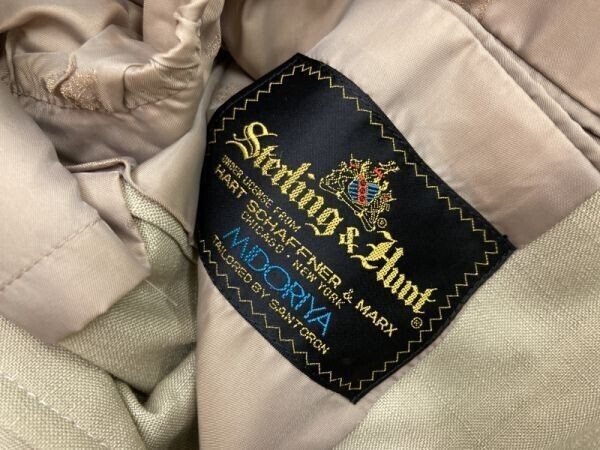 Sterling & Hunt®
UNDER LICENSE FROM
HART SCHAFFNER & MARX
CHICAGO · NEW YORK
MIDORIYA
TAILORED BY SANTORON